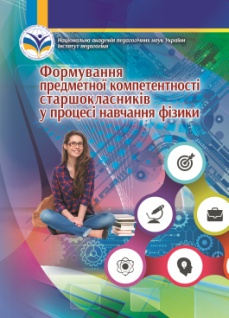 Національна академія педагогічних наук України
Інститут педагогіки
Формування
предметної компетентності
старшокласників
у процесі навчання фізики